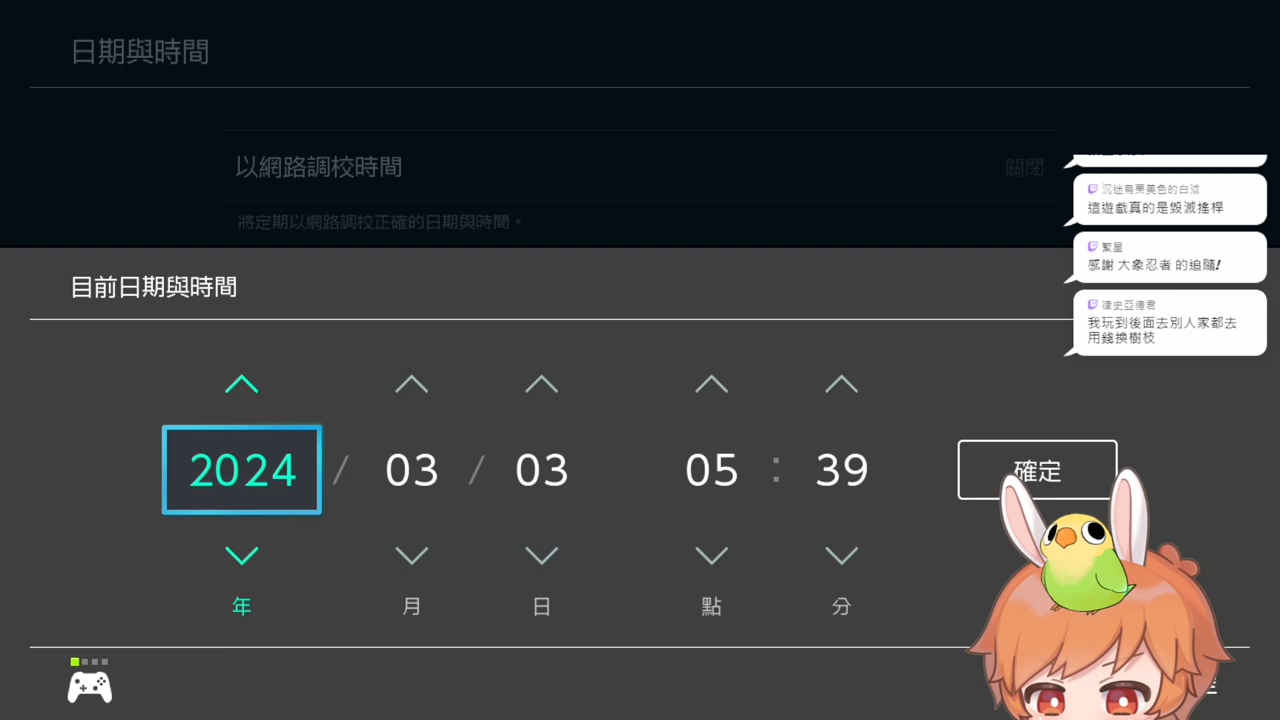 日期與時間
以網路調校時間
關閉
將定期以網路調校正確的日期與時間。
沉迷鳥栗美色的白減
這遊戲真的是毀滅搖桿
繁星
感謝 大象忍者 的追隨!
律史亞德君
我玩到後面去別人家都去
用錢換樹枝
目前日期與時間
2024 / 03 / 03 05 : 39
確定
年 月 日 點 分